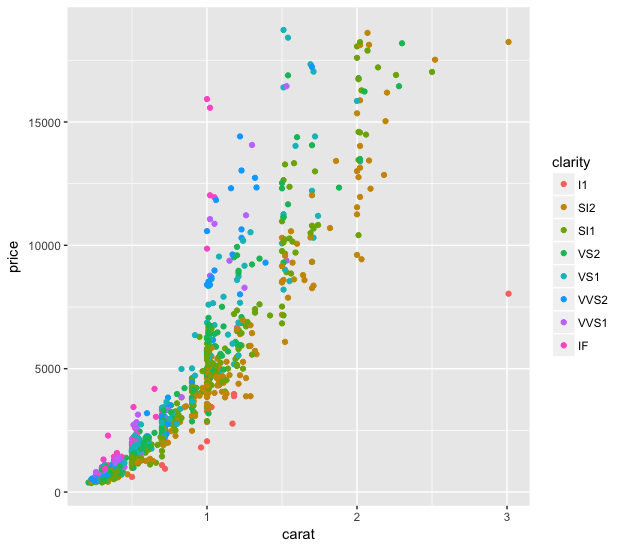 15000
10000
5000
0
price
1
2
3
carat
clarity
I1
SI2
SI1
VS2
VS1
VVS2
VVS1
IF